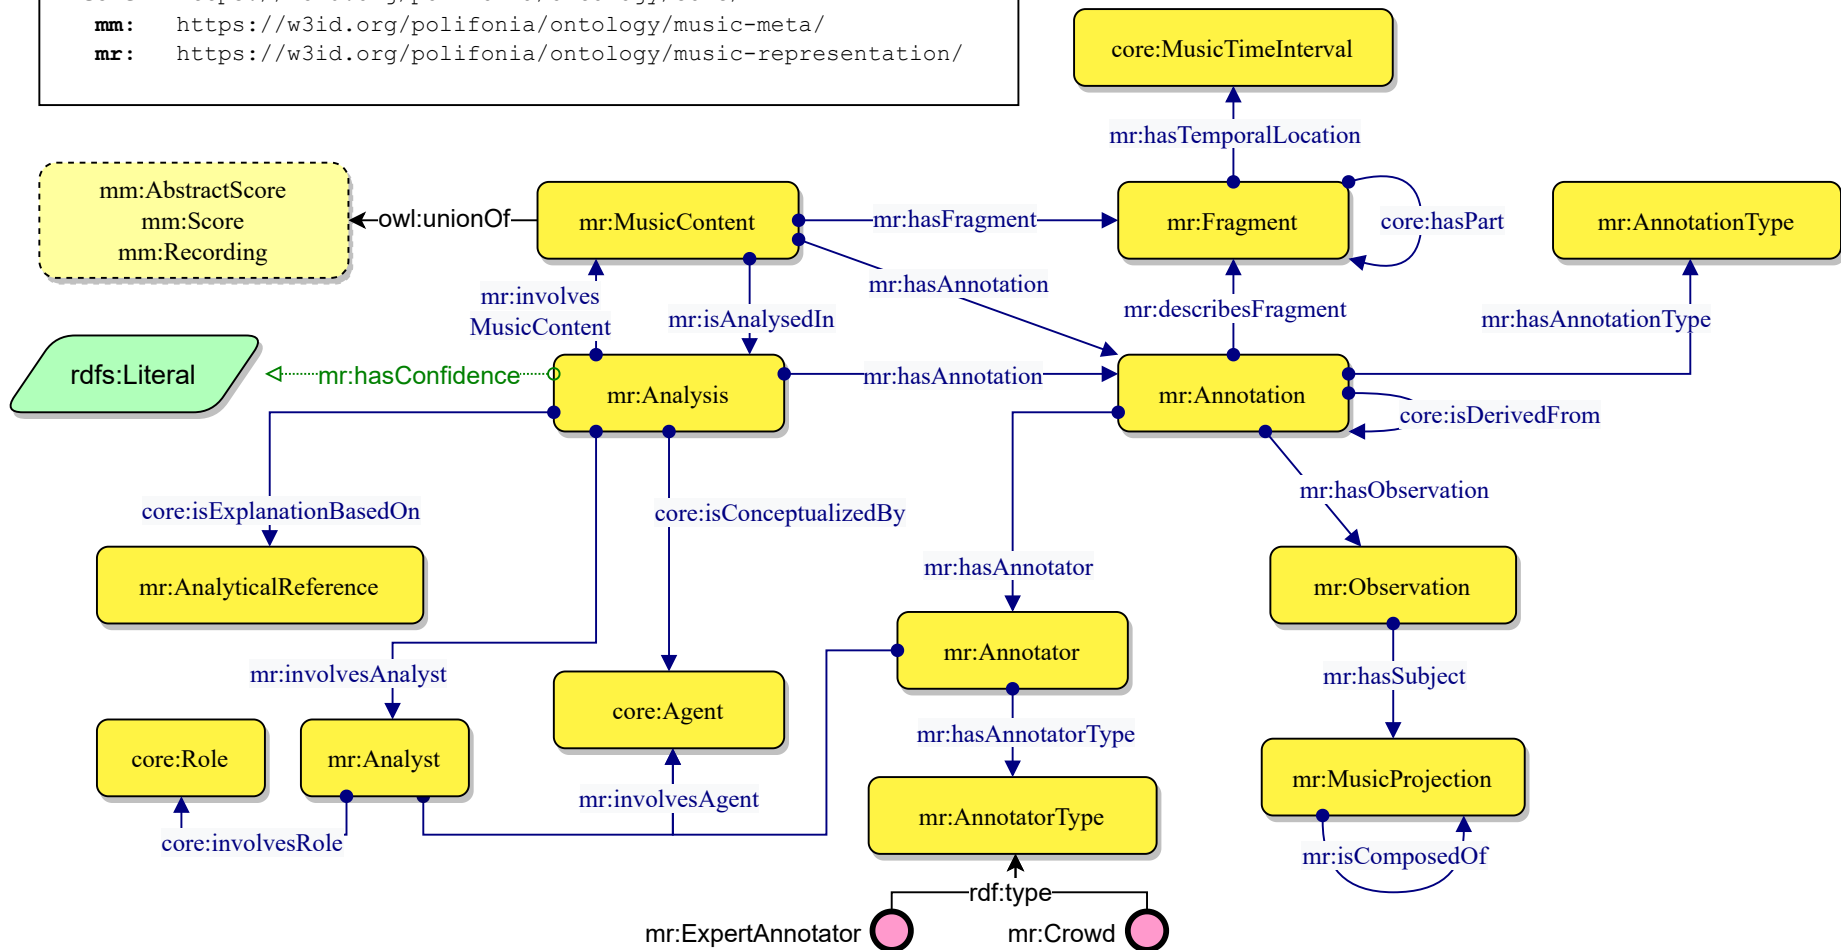 mm: https://w3id.org/polifonia/ontology/music-meta/
mr: https://w3id.org/polifonia/ontology/music-representation/
core:MusicTimeInterval
mr:hasTemporalLocation
mm:AbstractScore
mm:Score
mm:Recording
owl:unionOf
mr:MusicContent
mr:hasFragment
mr:Fragment
core:hasPart
mr:AnnotationType
mr:involves
MusicContent
mr:isAnalysedIn
mr:hasAnnotation
mr:describesFragment
mr:hasAnnotationType
rdfs:Literal
mr:hasConfidence
mr:Analysis
mr:hasAnnotation
mr:Annotation
core:isDerivedFrom
core:isExplanationBasedOn
core:isConceptualizedBy
mr:hasObservation
mr:AnalyticalReference
mr:hasAnnotator
mr:Observation
mr:involvesAnalyst
core:Agent
mr:Annotator
mr:hasSubject
core:Role
mr:Analyst
mr:hasAnnotatorType
mr:MusicProjection
mr:involvesAgent
mr:AnnotatorType
core:involvesRole
mr:isComposedOf
rdf:type
mr:ExpertAnnotator
mr:Crowd